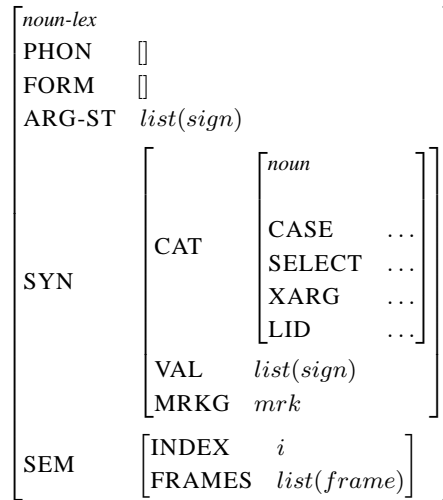 noun-lex
PHON []
FORM []
ARG-ST list(sign)
noun
CASE ...
CAT
SELECT ...
SYN
XARG ...
LID ...
VAL list(sign)
MRKG mrk
INDEX i
SEM
FRAMES list(frame)